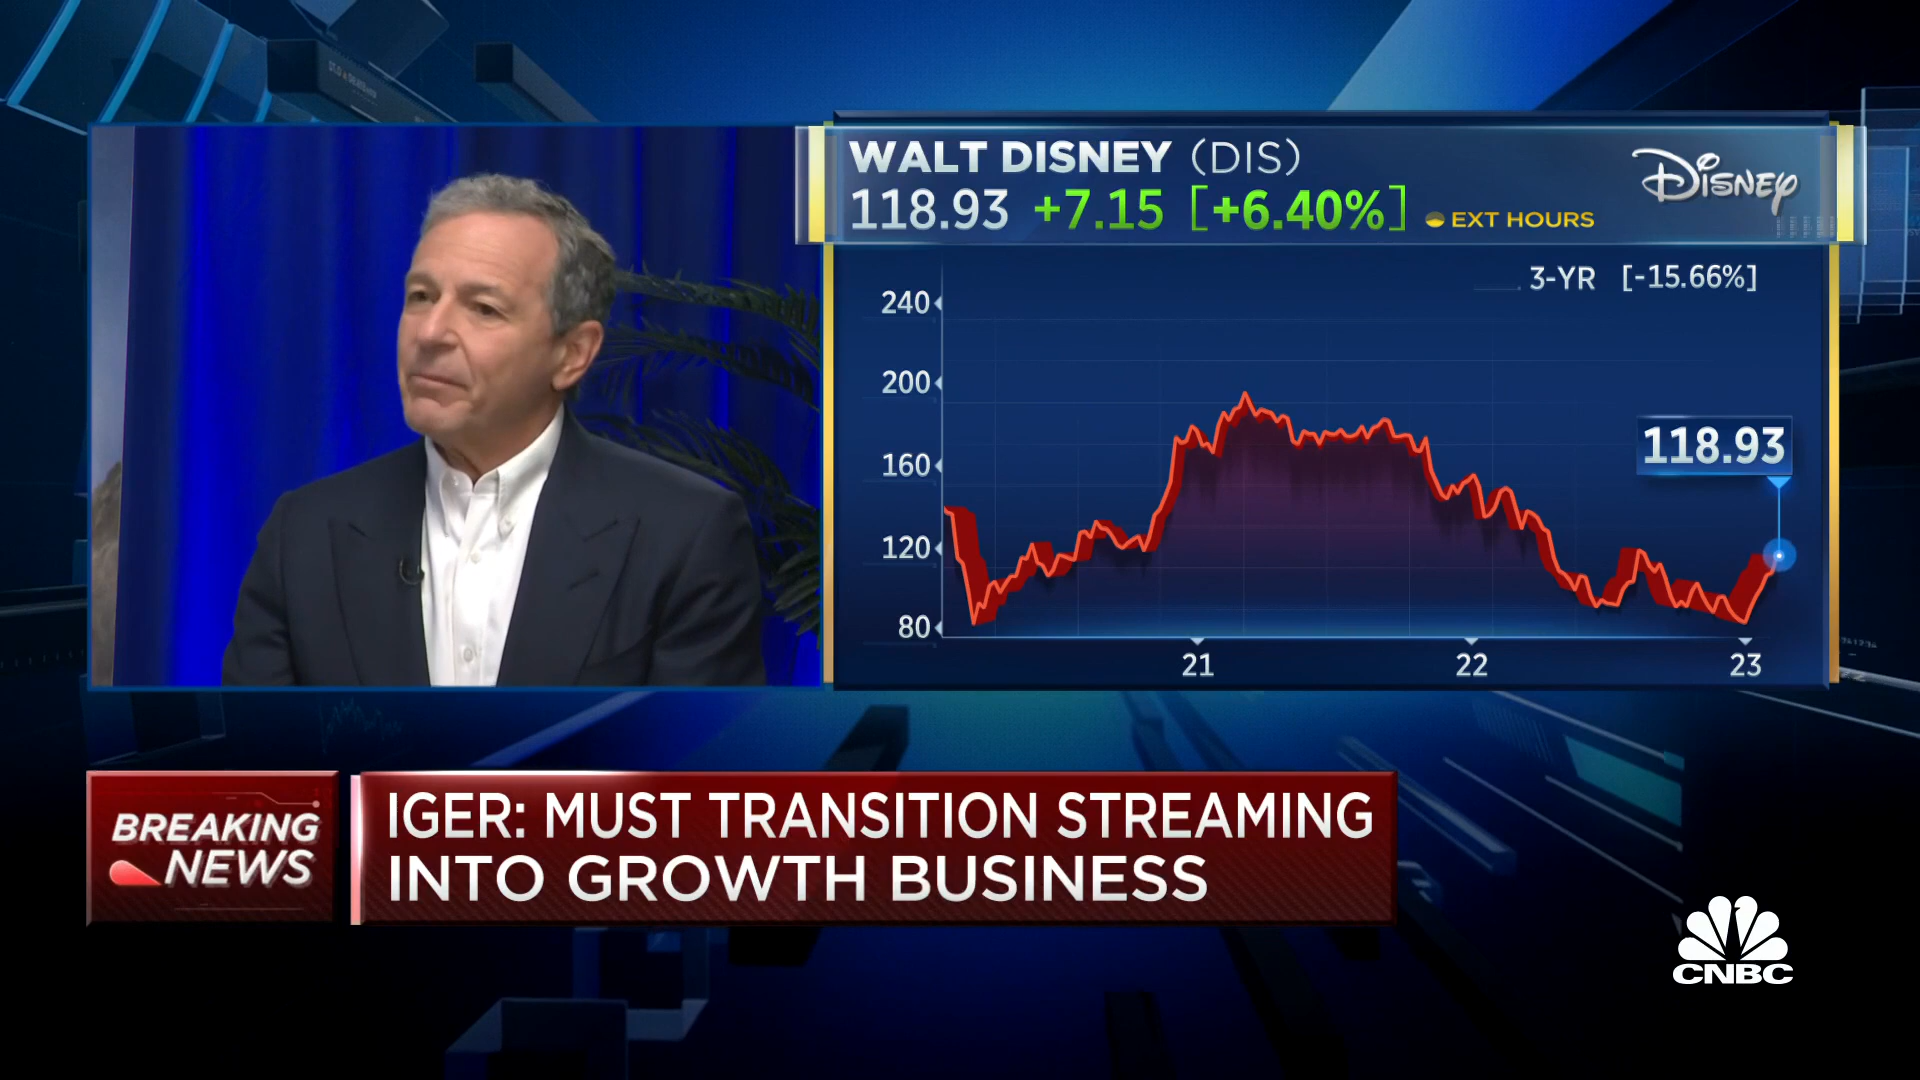 WALT DISNEY (DIS)
118.93 +7.15 [+6.40%] EXT HOURS
DISNEY
3-YR [-15.66%]
240
200
160
120
80
118.93
21
22
23
BREAKING
NEWS
IGER: MUST TRANSITION STREAMING
INTO GROWTH BUSINESS
CNBC